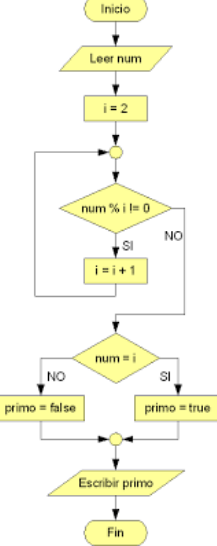 Inicio
Leer num
i = 2
num % i != 0
NO
SI
i = i + 1
num = i
NO
SI
primo = false
primo = true
Escribir primo
Fin